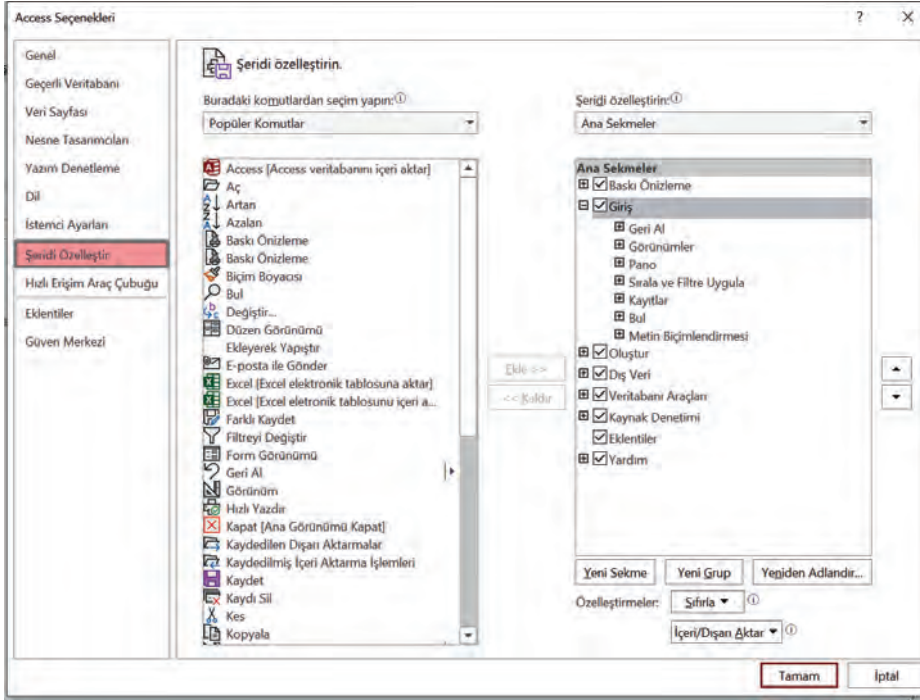 Access Seçenekleri
?
X
Genel
Geçerli Veritabanı
Veri Sayfası
Nesne Tasarımcıları
Yazım Denetleme
Dil
İstemci Ayarları
Şeridi Özelleştir
Hızlı Erişim Araç Çubuğu
Eklentiler
Güven Merkezi
Şeridi özelleştirin.
Buradaki komutlardan seçim yapın:
Popüler Komutlar
Access [Access veritabanını içeri aktar]
Aç
Artan
Azalan
Baskı Önizleme
Baskı Önizleme
Biçim Boyacısı
Bul
Değiştir...
Düzen Görünümü
Ekleyerek Yapıştır
E-posta ile Gönder
Excel [Excel elektronik tablosuna aktar]
Excel [Excel eletronik tablosunu içeri a...
Farklı Kaydet
Filtreyi Değiştir
Form Görünümü
Geri Al
Görünüm
Hızlı Yazdır
Kapat [Ana Görünümü Kapat]
Kaydedilen Dışarı Aktarmalar
Kaydedilmiş İçeri Aktarma İşlemleri
Kaydet
Kaydı Sil
Kes
Kopyala
Ekle >>
<< Kaldır
Şeridi özelleştirin:
Ana Sekmeler
Ana Sekmeler
Baskı Önizleme
Giriş
Geri Al
Görünümler
Pano
Sırala ve Filtre Uygula
Kayıtlar
Bul
Metin Biçimlendirmesi
Oluştur
Dış Veri
Veritabanı Araçları
Kaynak Denetimi
Eklentiler
Yardım
Yeni Sekme
Yeni Grup
Yeniden Adlandır...
Özelleştirmeler:
Sıfırla
İçeri/Dışarı Aktar
Tamam
İptal